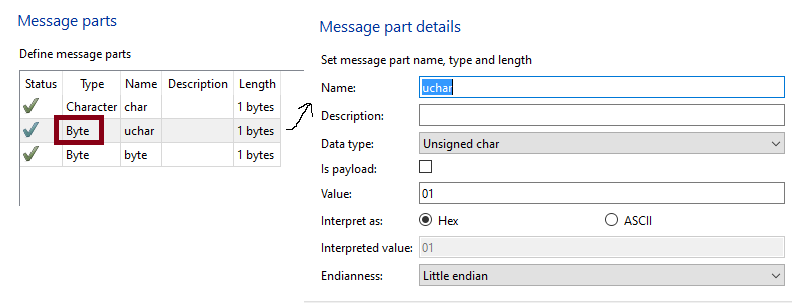 Message parts
Define message parts
Status Type Name Description Length
Character char 1 bytes
Byte uchar 1 bytes
Byte byte 1 bytes
Message part details
Set message part name, type and length
Name: uchar
Description:
Data type: Unsigned char
Is payload:
Value: 01
Interpret as: Hex ASCII
Interpreted value: 01
Endianness: Little endian